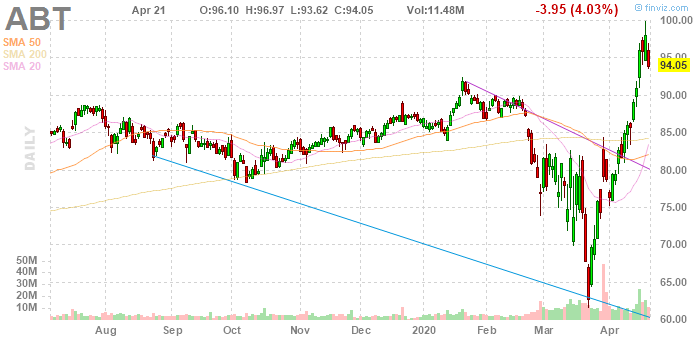 ABT
Apr 21 O:96.10 H:96.97 L:93.62 C:94.05 Vol:11.48M -3.95 (4.03%)
© finviz.com
SMA 50
SMA 200
SMA 20
DAILY
100.00
95.00
94.05
90.00
85.00
80.00
75.00
70.00
65.00
60.00
50M
40M
30M
20M
10M
Aug Sep Oct Nov Dec 2020 Feb Mar Apr